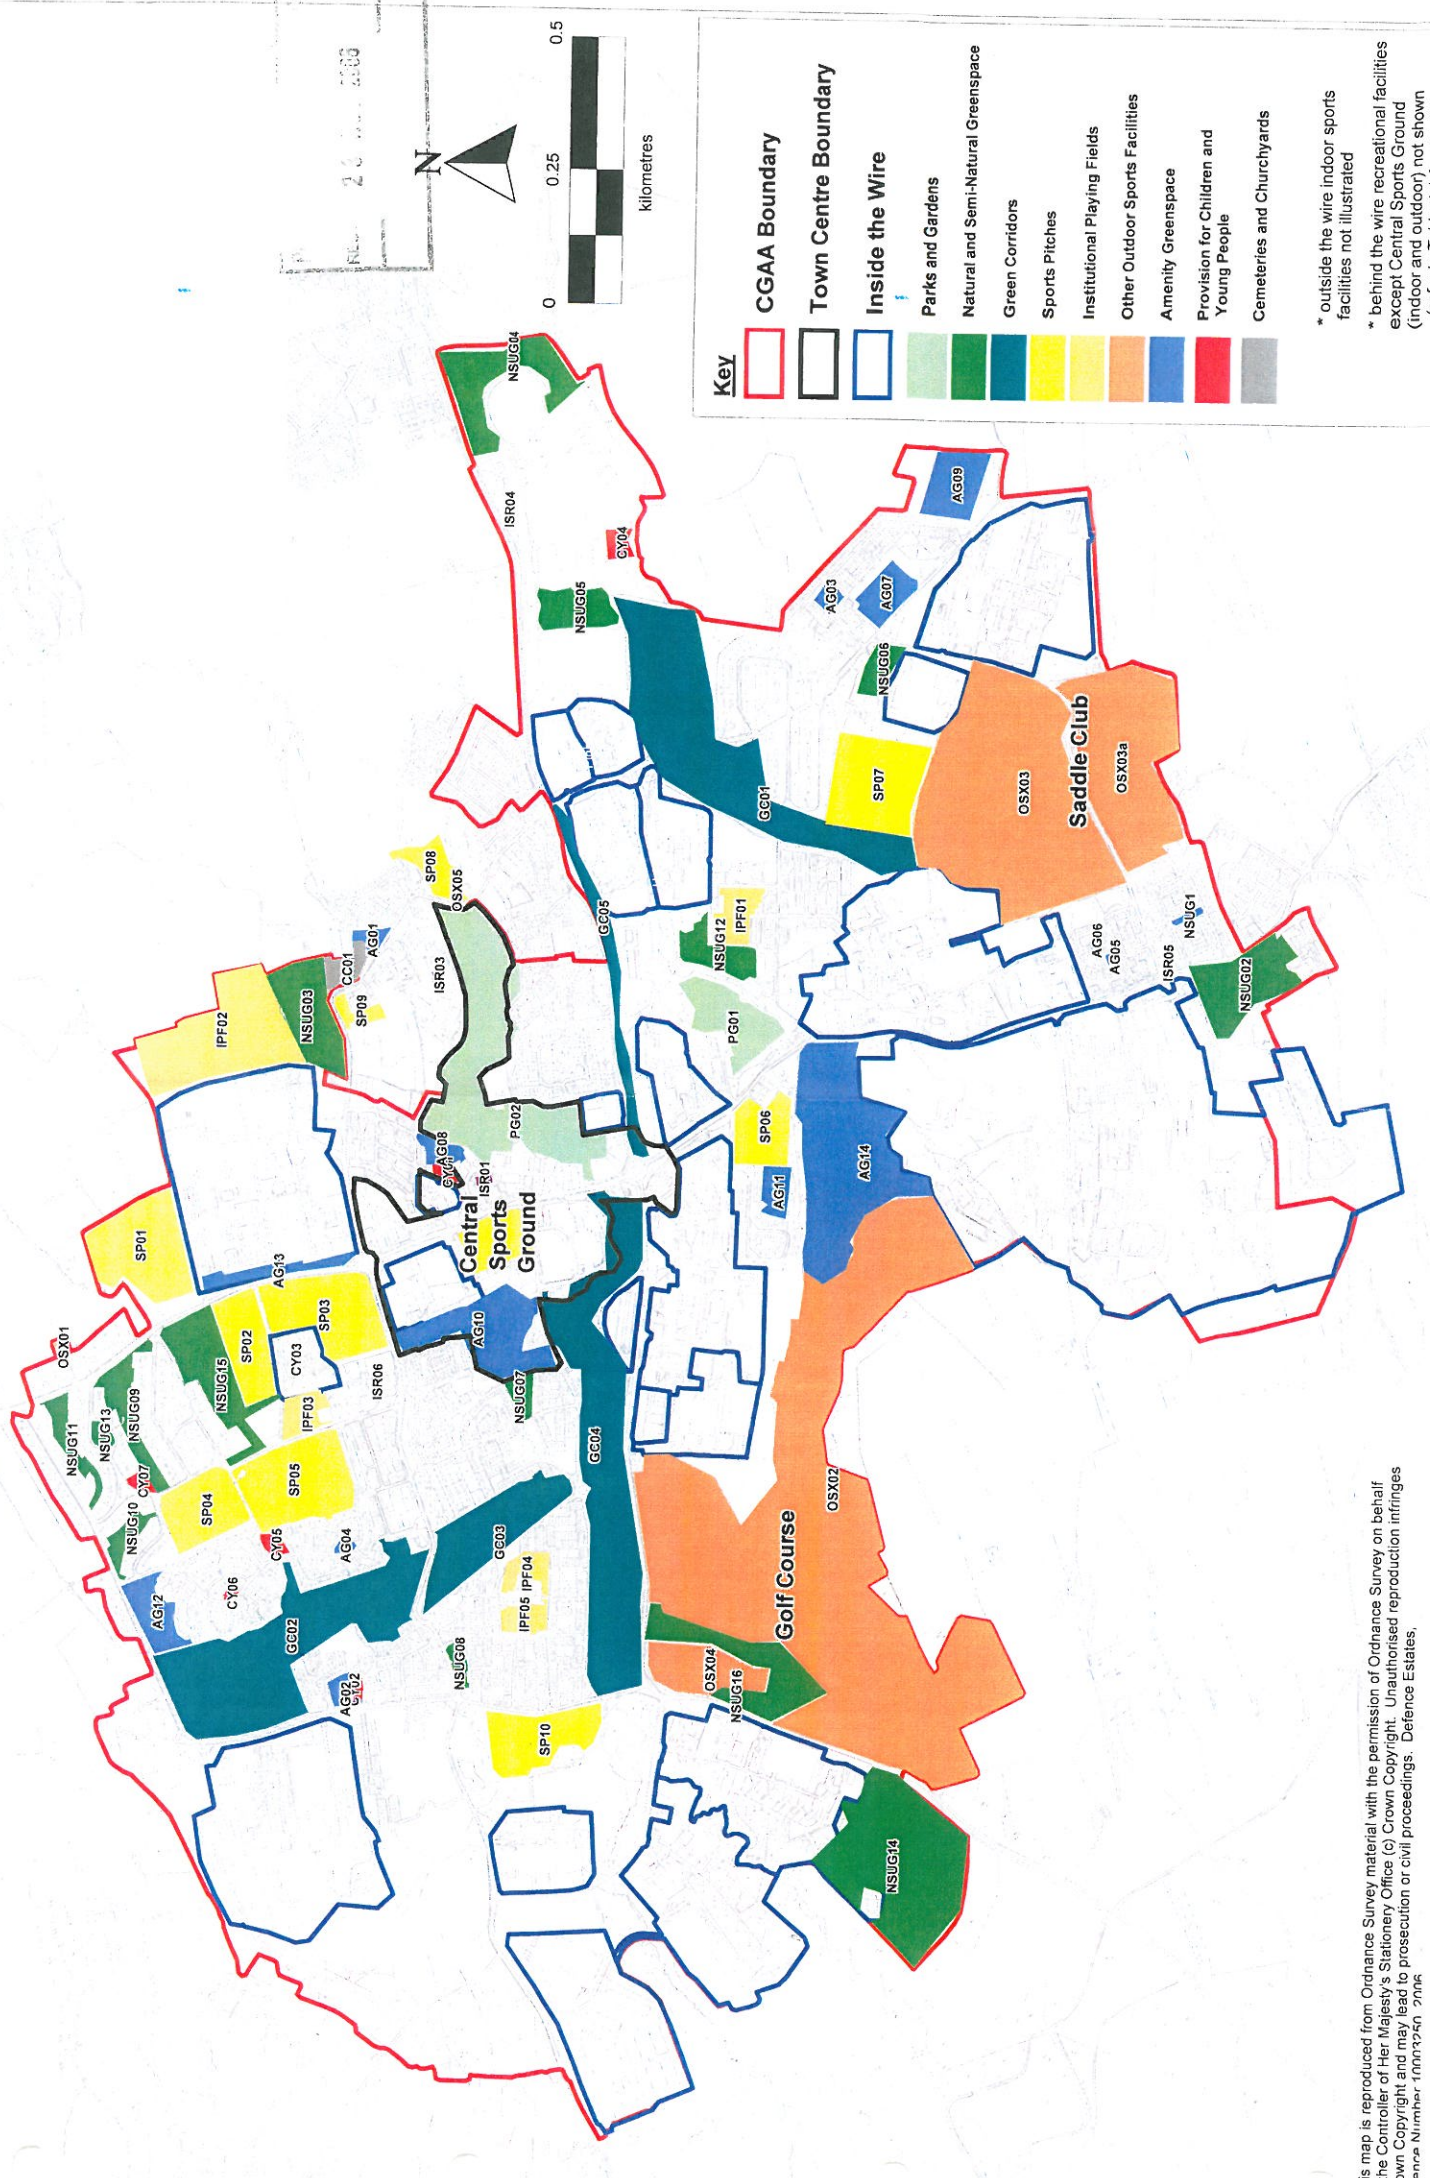 2006
N
0
0.25
0.5
kilometres
Key
CGAA Boundary
Town Centre Boundary
Inside the Wire
Parks and Gardens
Natural and Semi-Natural Greenspace
Green Corridors
Sports Pitches
Institutional Playing Fields
Other Outdoor Sports Facilities
Amenity Greenspace
Provision for Children and
Young People
Cemeteries and Churchyards
* outside the wire indoor sports
facilities not illustrated
* behind the wire recreational facilities
except Central Sports Ground
(indoor and outdoor) not shown
OSX01
NSUG11
NSUG13
NSUG09
NSUG10
CY07
NSUG15
SP01
SP02
SP03
CY03
AG13
IPF02
NSUG03
CC01
AG01
SP09
SP08
OSX05
ISR03
ISR04
NSUG04
CY04
NSUG05
SP04
SP05
IPF03
ISR06
CY05
AG04
AG12
CY06
GC02
AG02
CY02
NSUG08
GC03
IPF05
IPF04
SP10
GC04
NSUG07
AG10
AG08
ISR01
Central
Sports
Ground
PG02
GC05
GC01
NSUG12
IPF01
PG01
SP06
AG11
AG14
SP07
NSUG06
AG03
AG07
AG09
OSX03
Saddle Club
OSX03a
AG06
AG05
ISR05
NSUG1
NSUG02
OSX02
Golf Course
OSX04
NSUG16
NSUG14
is map is reproduced from Ordnance Survey material with the permission of Ordnance Survey on behalf
the Controller of Her Majesty's Stationery Office (c) Crown Copyright. Unauthorised reproduction infringes
own Copyright and may lead to prosecution or civil proceedings. Defence Estates,
ence Number 2006